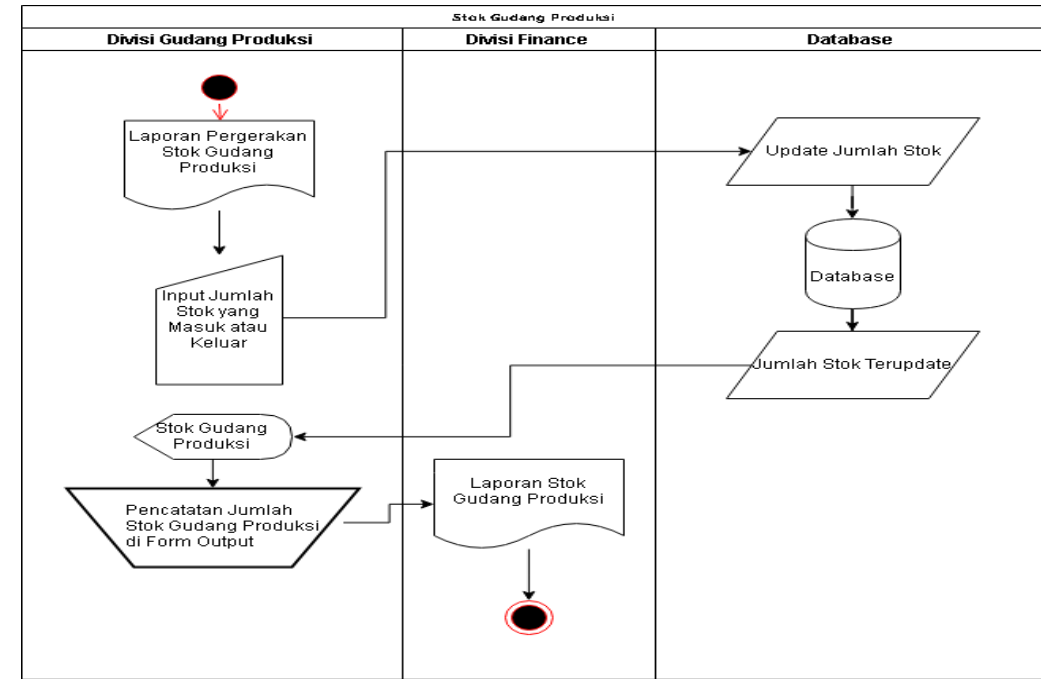 Stok Gudang Produksi
Divisi Gudang Produksi
Divisi Finance
Database
Laporan Pergerakan
Stok Gudang
Produksi
Update Jumlah Stok
Database
Input Jumlah
Stok yang
Masuk atau
Keluar
Jumlah Stok Terupdate
Stok Gudang
Produksi
Laporan Stok
Gudang Produksi
Pencatatan Jumlah
Stok Gudang Produksi
di Form Output